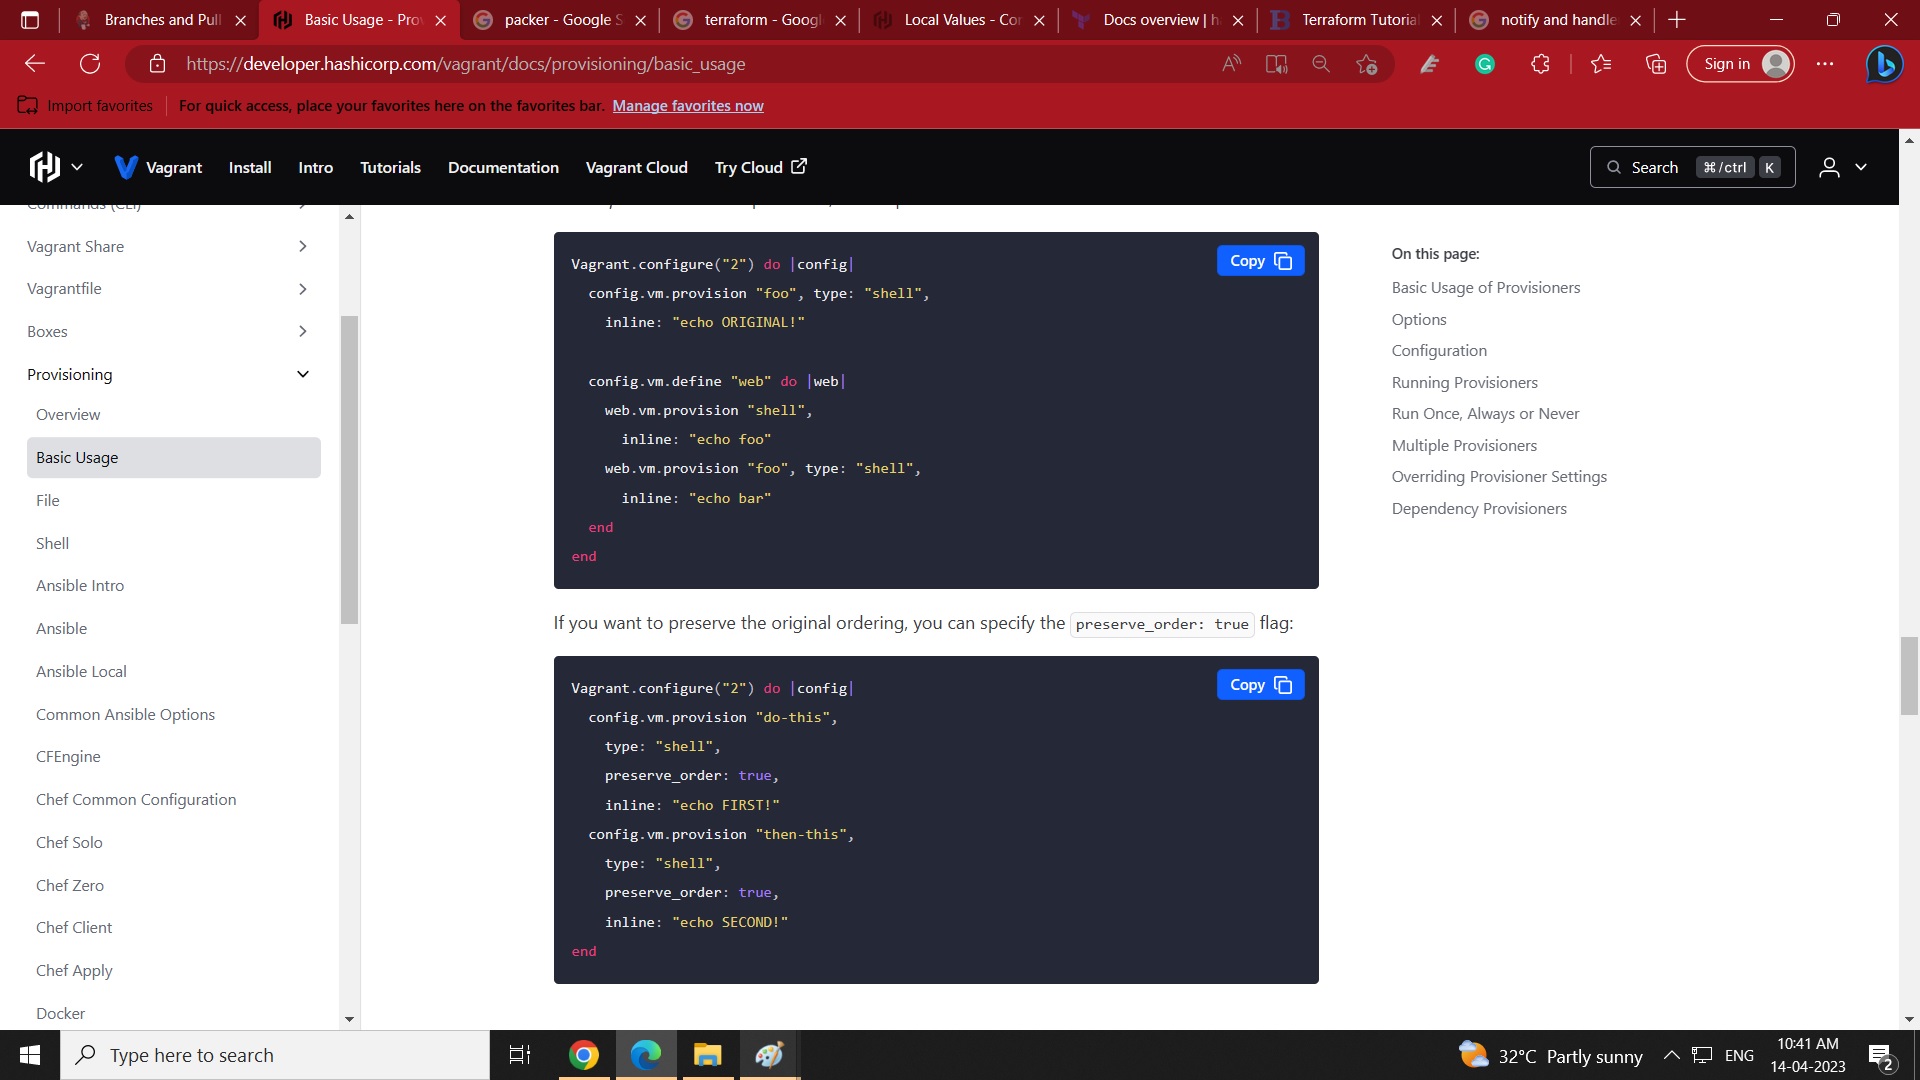 Branches and Pull
Basic Usage - Prov
packer - Google S
terraform - Googl
Local Values - Con
Docs overview | ha
Terraform Tutorial
notify and handle
https://developer.hashicorp.com/vagrant/docs/provisioning/basic_usage
Sign in
Import favorites
For quick access, place your favorites here on the favorites bar. Manage favorites now
Vagrant
Install
Intro
Tutorials
Documentation
Vagrant Cloud
Try Cloud
Search ⌘/ctrl K
Commands (CLI)
Vagrant Share
Vagrantfile
Boxes
Provisioning
Overview
Basic Usage
File
Shell
Ansible Intro
Ansible
Ansible Local
Common Ansible Options
CFEngine
Chef Common Configuration
Chef Solo
Chef Zero
Chef Client
Chef Apply
Docker
Copy
Vagrant.configure("2") do |config|
config.vm.provision "foo", type: "shell",
inline: "echo ORIGINAL!"
config.vm.define "web" do |web|
web.vm.provision "shell",
inline: "echo foo"
web.vm.provision "foo", type: "shell",
inline: "echo bar"
end
end
If you want to preserve the original ordering, you can specify the preserve_order: true flag:
Copy
Vagrant.configure("2") do |config|
config.vm.provision "do-this",
type: "shell",
preserve_order: true,
inline: "echo FIRST!"
config.vm.provision "then-this",
type: "shell",
preserve_order: true,
inline: "echo SECOND!"
end
On this page:
Basic Usage of Provisioners
Options
Configuration
Running Provisioners
Run Once, Always or Never
Multiple Provisioners
Overriding Provisioner Settings
Dependency Provisioners
Type here to search
32°C Partly sunny
ENG
10:41 AM
14-04-2023
2